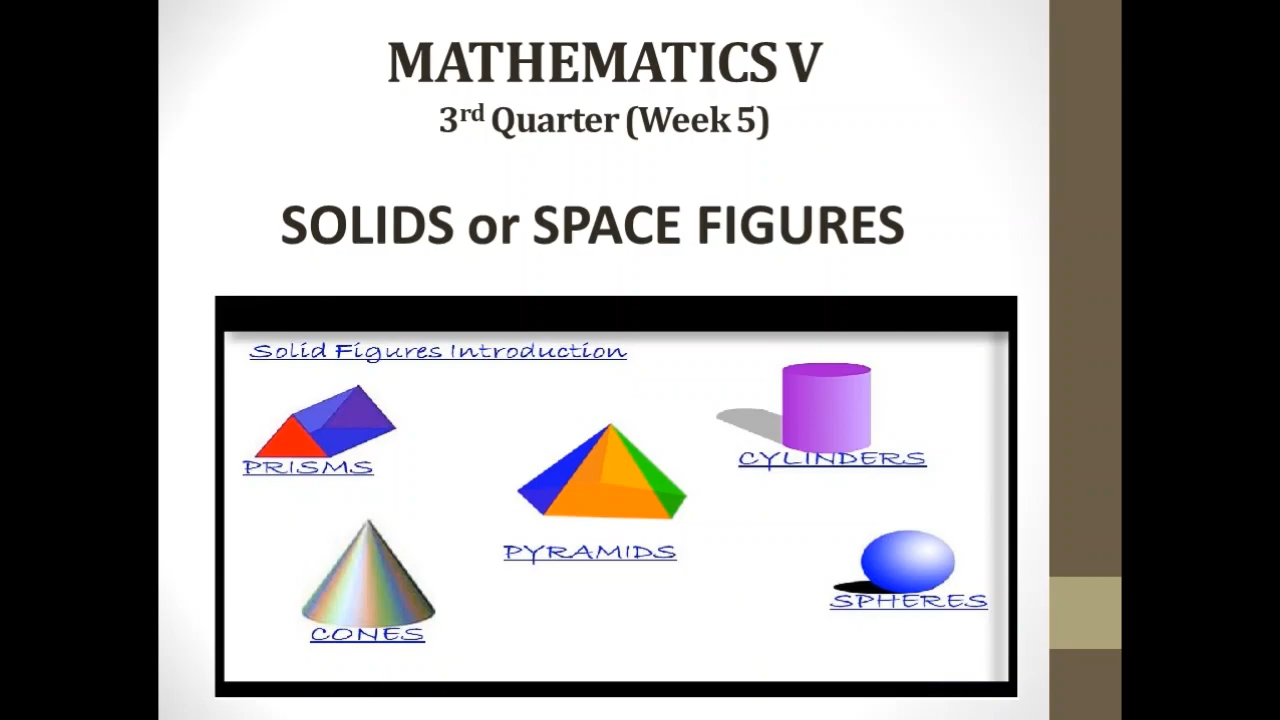 MATHEMATICS V
3rd Quarter (Week 5)
SOLIDS or SPACE FIGURES
Solid Figures Introduction
PRISMS
CYLINDERS
PYRAMIDS
SPHERES
CONES